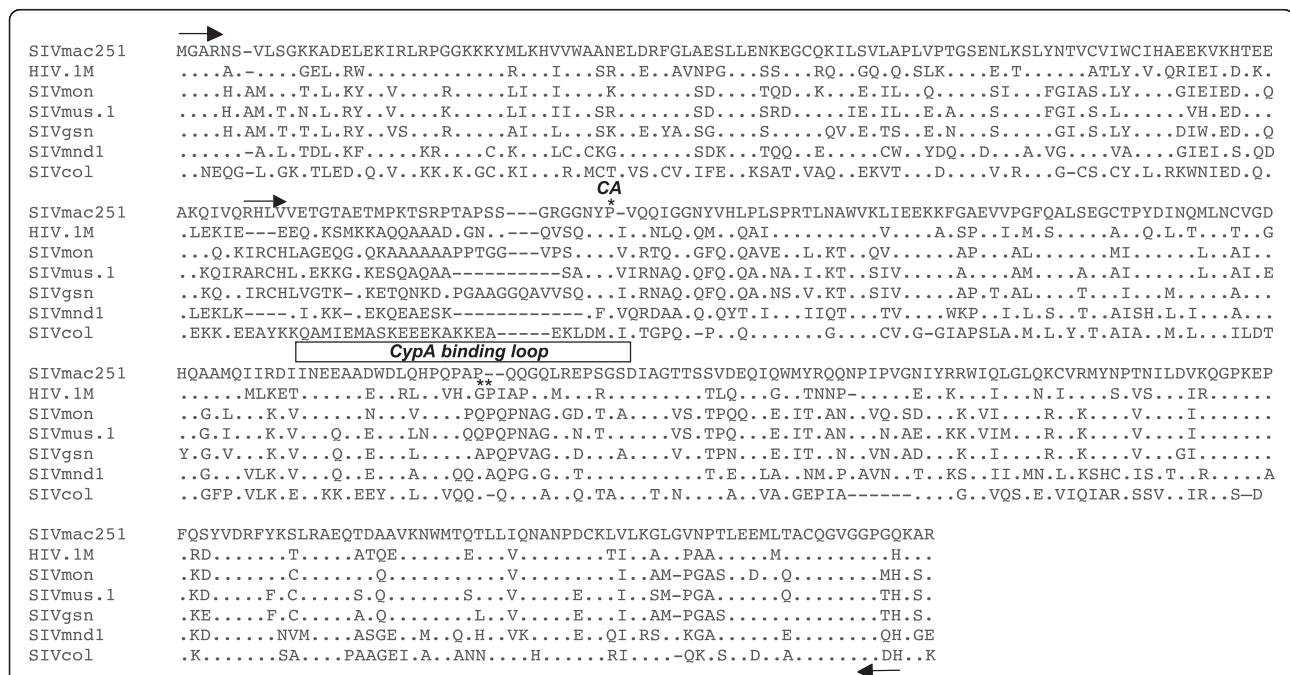 SIVmac251 MGARNS-VLSGKKADELEKIRLRPGGKKKYMLKHVVWAANELDRFGLAESLLENKEGCQKILSVLAPLVPTGSENLKSLYNTVCVIWCIHAEEKVKHTEE
HIV.1M ....A.-....GEL.RW............R...I...SR..E..AVNPG...SS...RQ..GQ.Q.SLK....E.T......ATLY.V.QRIEI.D.K.
SIVmon ....H.AM...T.L.KY..V....R.....LI..I.....K.......SD....TQD..K...E.IL..Q.....SI...FGIAS.LY....GIEIED..Q
SIVmus.1 ....H.AM.T.N.L.RY..V....K.....LI.II..SR.......SD...SRD.....IE.IL..E.A...S....FGI.S.L......VH.ED...
SIVgsn ....H.AM.T.T.L.RY..VS...R.....AI..L...SK..E.YA.SG...S.....QV.E.TS..E.N...S.....GI.S.LY....DIW.ED..Q
SIVmnd1 ......-A.L.TDL.KF....KR....C.K...LC.CKG.......SDK...TQQ..E.....CW..YDQ..D...A.VG....VA....GIEI.S.QD
SIVcol ..NEQG-L.GK.TLED.Q.V..KK.K.GC.KI...R..MCT.VS.CV.IFE..KSAT.VAQ...EKVT..D......V.R...G-CS.CY.L.RKWNIED.Q.
CA
SIVmac251 AKQIVQRHLVVETGTAETMPKTSRPTAPSS---GRGGNYP-VQQIGGNYVHLPLSPRTLNAWVKLIEEKKFGAEVVPGFQALSEGCTPYDINQMLNCVGD
*
HIV.1M .LEKIE---EEQ.KSMKKAQQAAAD.GN...--QVSQ...I..NLQ.QM..QAI......V.....K....A.SP..I.M.S.....A..Q.L.T...T..G
SIVmon ...Q.KIRCHLAGEQG.QKAAAAAAPPTGG---VPS....V.RTQ..GFQ.QAVE..L.KT..QV.......AP...AL......MI.....L..AI..
SIVmus.1 ..KQIRARCHL.EKKG.KESQAQAA----------SA...VIRNAQ.QFQ.QA.NA.I.KT..SIV.......A....AM....A...AI....L..AI.E
SIVgsn ..KQ..IRCHLVGTK-.KETQNKD.PGAAGGQAVVSQ...I.RNAQ.QFQ.QA.NS.V.KT..SIV.......AP.T.AL....T...I......M....A.
SIVmnd1 .LEKLK----.I.KK..EKQEAESK----------...F.VQRDAA.Q.QYT.I...IIQT...TV......WKP..I.L.S..T..AISH.L.I....A.
SIVcol .EKK.EEAYKKQAMIEMASKEEEKAKKEA-----EKLDM.I.TGPQ.-P..Q.........G.....CV.G-GIAPSLA.M.L.Y.T.AIA..M.L..ILDT
CypA binding loop
SIVmac251 HQAAMQIIRDIINEEAADWDLQHPQPAP--QQGQLREPSGSDIAGTTSSVDEQIQWMYRQQNPIPVGNIYRRWIQLGLQKCVRMYNPTNILDVKQGPKEP
**
HIV.1M ......MLKET......E..RL..VH.GPIAP..M...R........TLQ...G..TNNP-.......E..K...N.I....S.VS...IR......
SIVmon ..G.L...K.V.....N...V....PQPQPNAG.GD.T.A....VS.TPQQ..E.IT.AN..VQ.SD..K..VI....R..K....V.....I......
SIVmus.1 ..G.I...K.V...Q..E...LN...QQPQPNAG..N.T.......VS.TPQ...E.IT.AN..N.AE..KK.VIM...R..K....V...I......
SIVgsn Y.G.V...K.V...Q..E...L.....APQPVAG..D....A....V..TPN...E.IT..N..VN.AD..K..VI....R..K....V...GI......
SIVmnd1 ..G...VLK.V...Q..E...A...QQ.AQPG.G.T...........T.E..LA..NM.P.AVN..T..KS..II.MN.L.KSHC.IS.T..R.....A
SIVcol ..GFP.VLK.E..KK.EEY..L..VQQ.-Q..A..Q.TA..T.N.....A..VA.GEPIA------....G..VQS.E.VIQIAR.SSV..IR..S–D
SIVmac251 FQSYVDRFYKSLRAEQTDAAVKNWMTQTLLIQNANPDCKLVLKGLGVNPTLEEMLTACQGVGGPGQKAR
HIV.1M .RD.......T.....ATQE......E...V........TI....A..PAA....M..........H...
SIVmon .KD.......C.......Q...........V.........I..AM-PGAS..D..Q.........MH.S.
SIVmus.1 .KD.....F.C.....S.Q.......S..V.....E...I..SM-PGA.....Q........TH.S.
SIVgsn .KE.....F.C.....A.Q........L..V.....E...I..AM-PGAS..............TH.S.
SIVmnd1 .KD.......NVM....ASGE..M..Q.H..VK....E..QI.RS..KGA....E........QH.GE
SIVcol .K........SA.....PAAGEI.A..ANN....H......RI....-QK.S..D..A.......DH..K